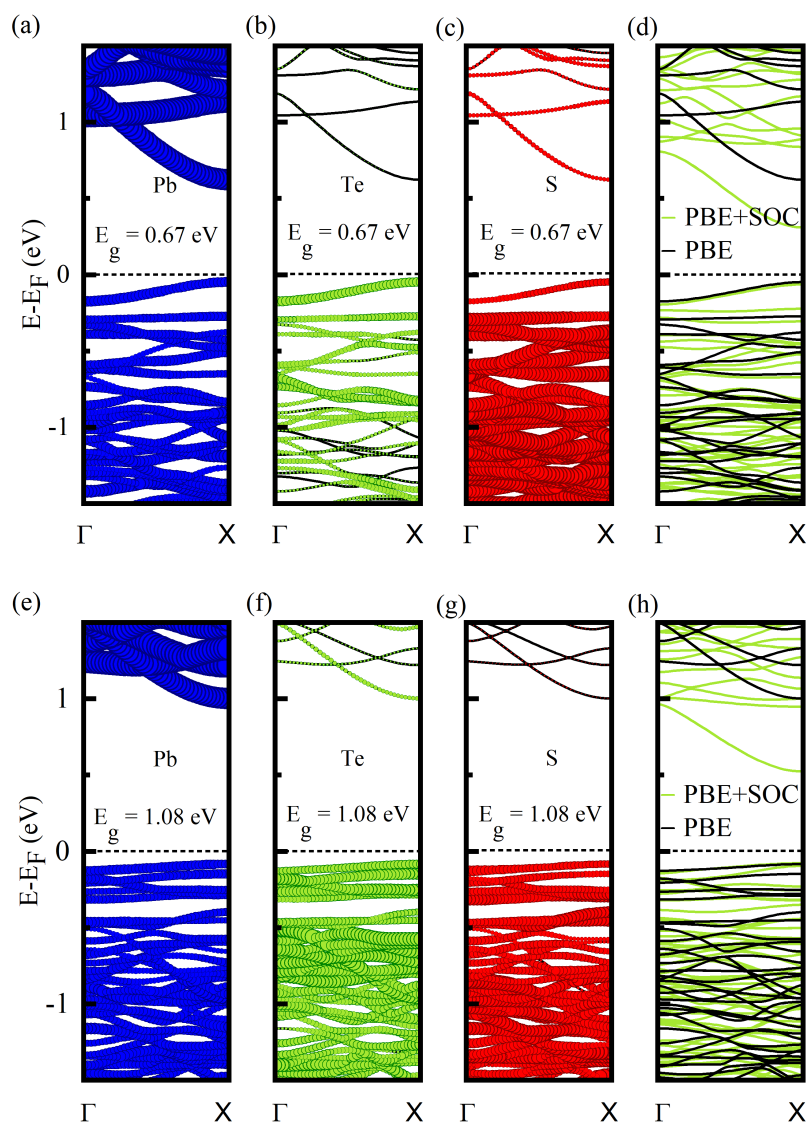 (a) (b) (c) (d)
1
Pb Te S
E_g = 0.67 eV E_g = 0.67 eV E_g = 0.67 eV
PBE+SOC
PBE
0
E-E_F (eV)
-1
Γ X Γ X Γ X Γ X
(e) (f) (g) (h)
1
Pb Te S
E_g = 1.08 eV E_g = 1.08 eV E_g = 1.08 eV
PBE+SOC
PBE
0
E-E_F (eV)
-1
Γ X Γ X Γ X Γ X